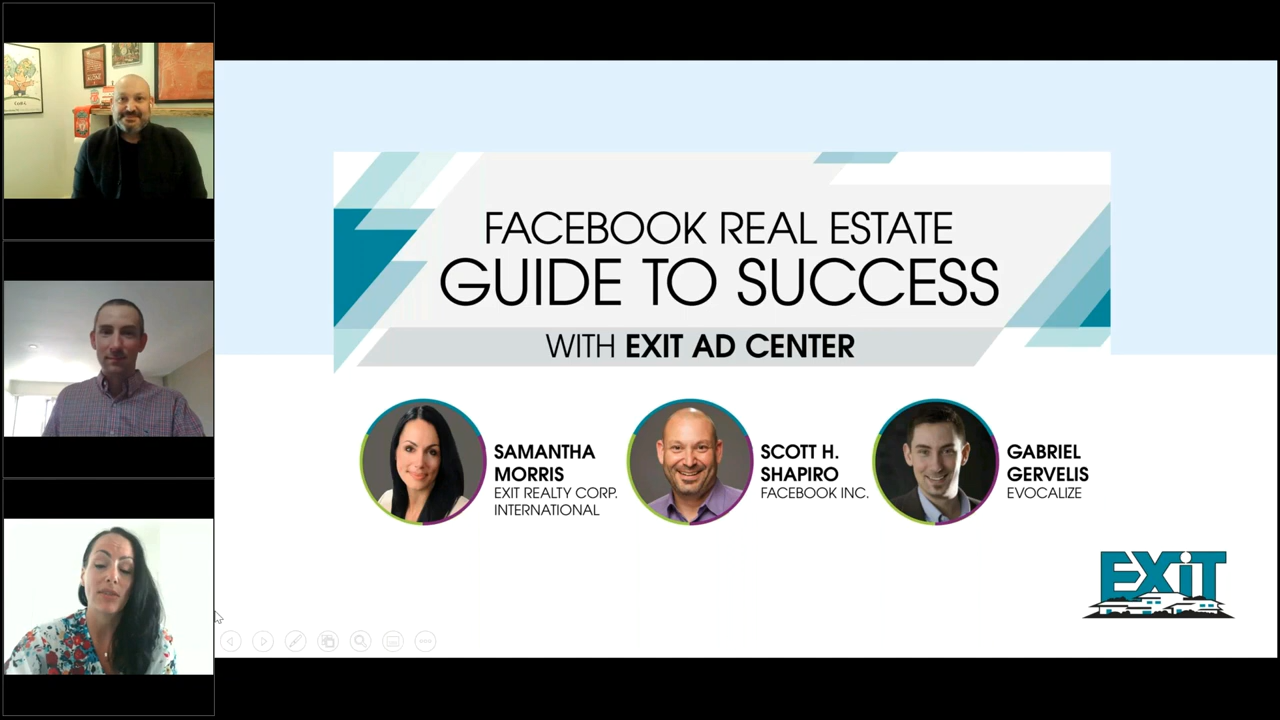 FACEBOOK REAL ESTATE
GUIDE TO SUCCESS
WITH EXIT AD CENTER
SAMANTHA
MORRIS
EXIT REALTY CORP.
INTERNATIONAL
SCOTT H.
SHAPIRO
FACEBOOK INC.
GABRIEL
GERVELIS
EVOCALIZE
EXiT